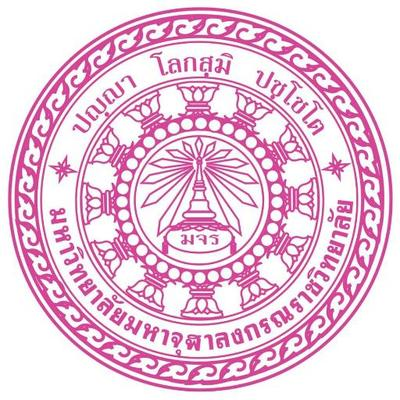 ปญฺญา โลกสฺมิ ปชฺโชโต
มจร
มหาวิทยาลัยมหาจุฬาลงกรณราชวิทยาลัย